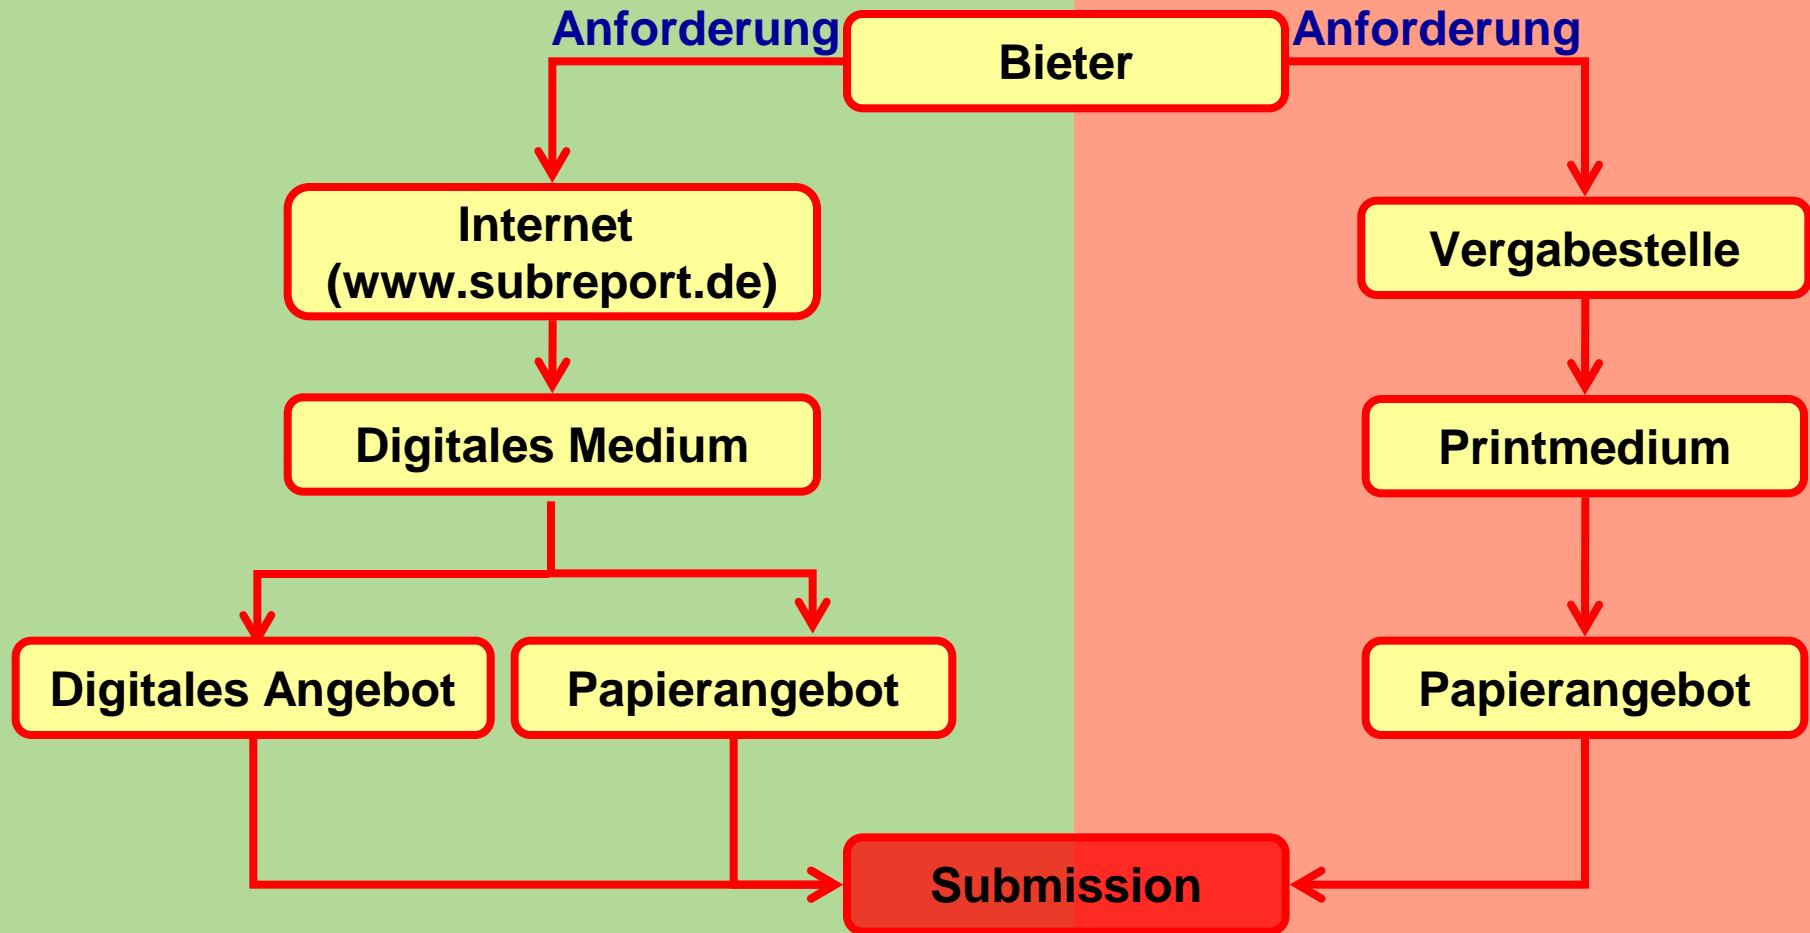 Anforderung
Bieter
Anforderung
Internet
(www.subreport.de)
Vergabestelle
Digitales Medium
Printmedium
Digitales Angebot
Papierangebot
Papierangebot
Submission